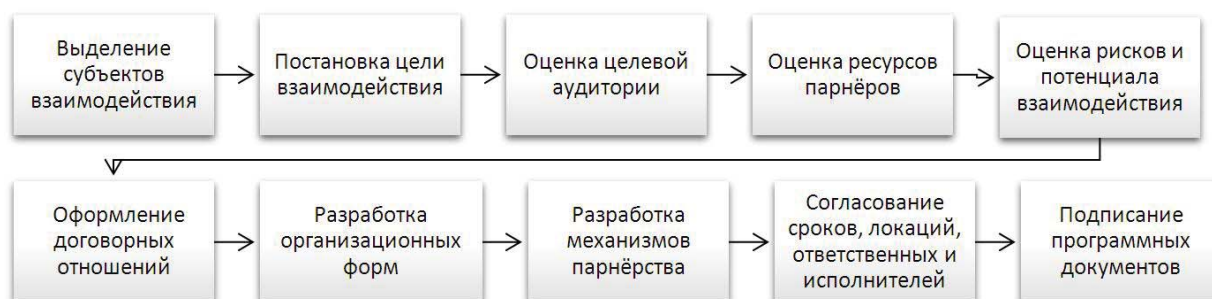 Выделение
субъектов
взаимодействия
Постановка цели
взаимодействия
Оценка целевой
аудитории
Оценка ресурсов
парнёров
Оценка рисков и
потенциала
взаимодействия
Оформление
договорных
отношений
Разработка
организационных
форм
Разработка
механизмов
парнёрства
Согласование
сроков, локаций,
ответственных и
исполнителей
Подписание
программных
документов